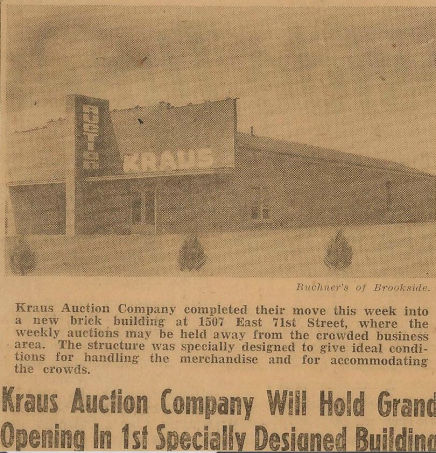 AUCTION
KRAUS
Buchner's of Brookside.
Kraus Auction Company completed their move this week into
a new brick building at 1507 East 71st Street, where the
weekly auctions may be held away from the crowded business
area. The structure was specially designed to give ideal condi-
tions for handling the merchandise and for accommodating
the crowds.
Kraus Auction Company Will Hold Grand
Opening In 1st Specially Designed Building